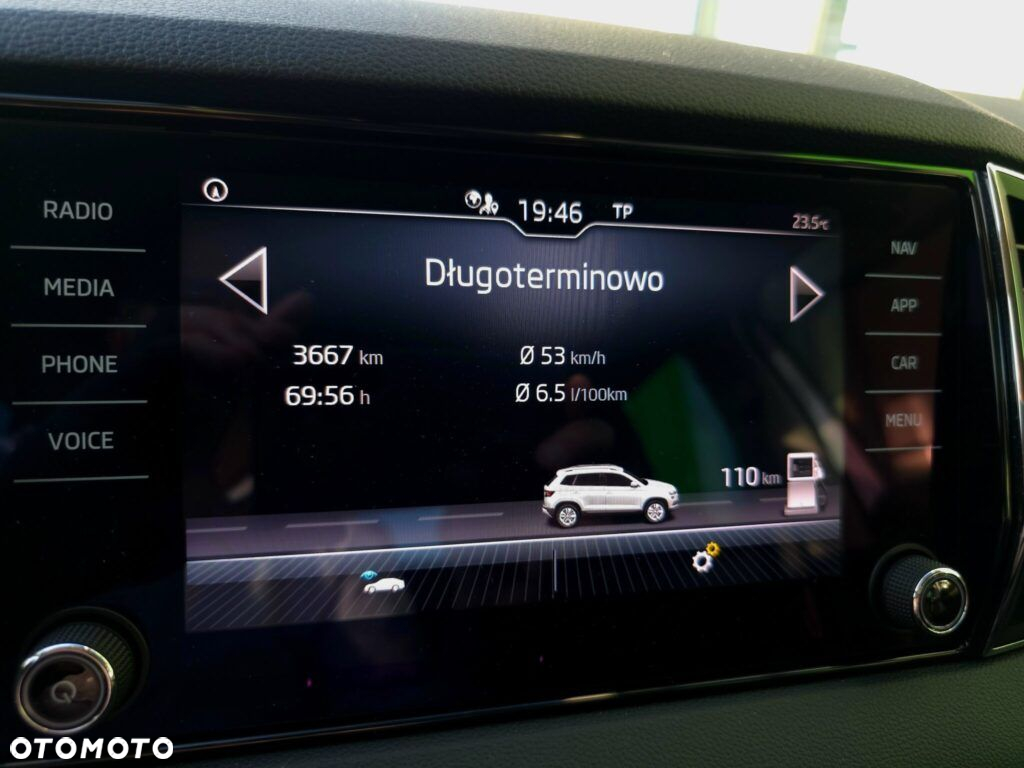 RADIO
MEDIA
PHONE
VOICE
19:46 TP
23.5°C
Długoterminowo
3667 km
Ø 53 km/h
69:56 h
Ø 6.5 l/100km
110 km
NAV
APP
CAR
MENU
OTOMOTO